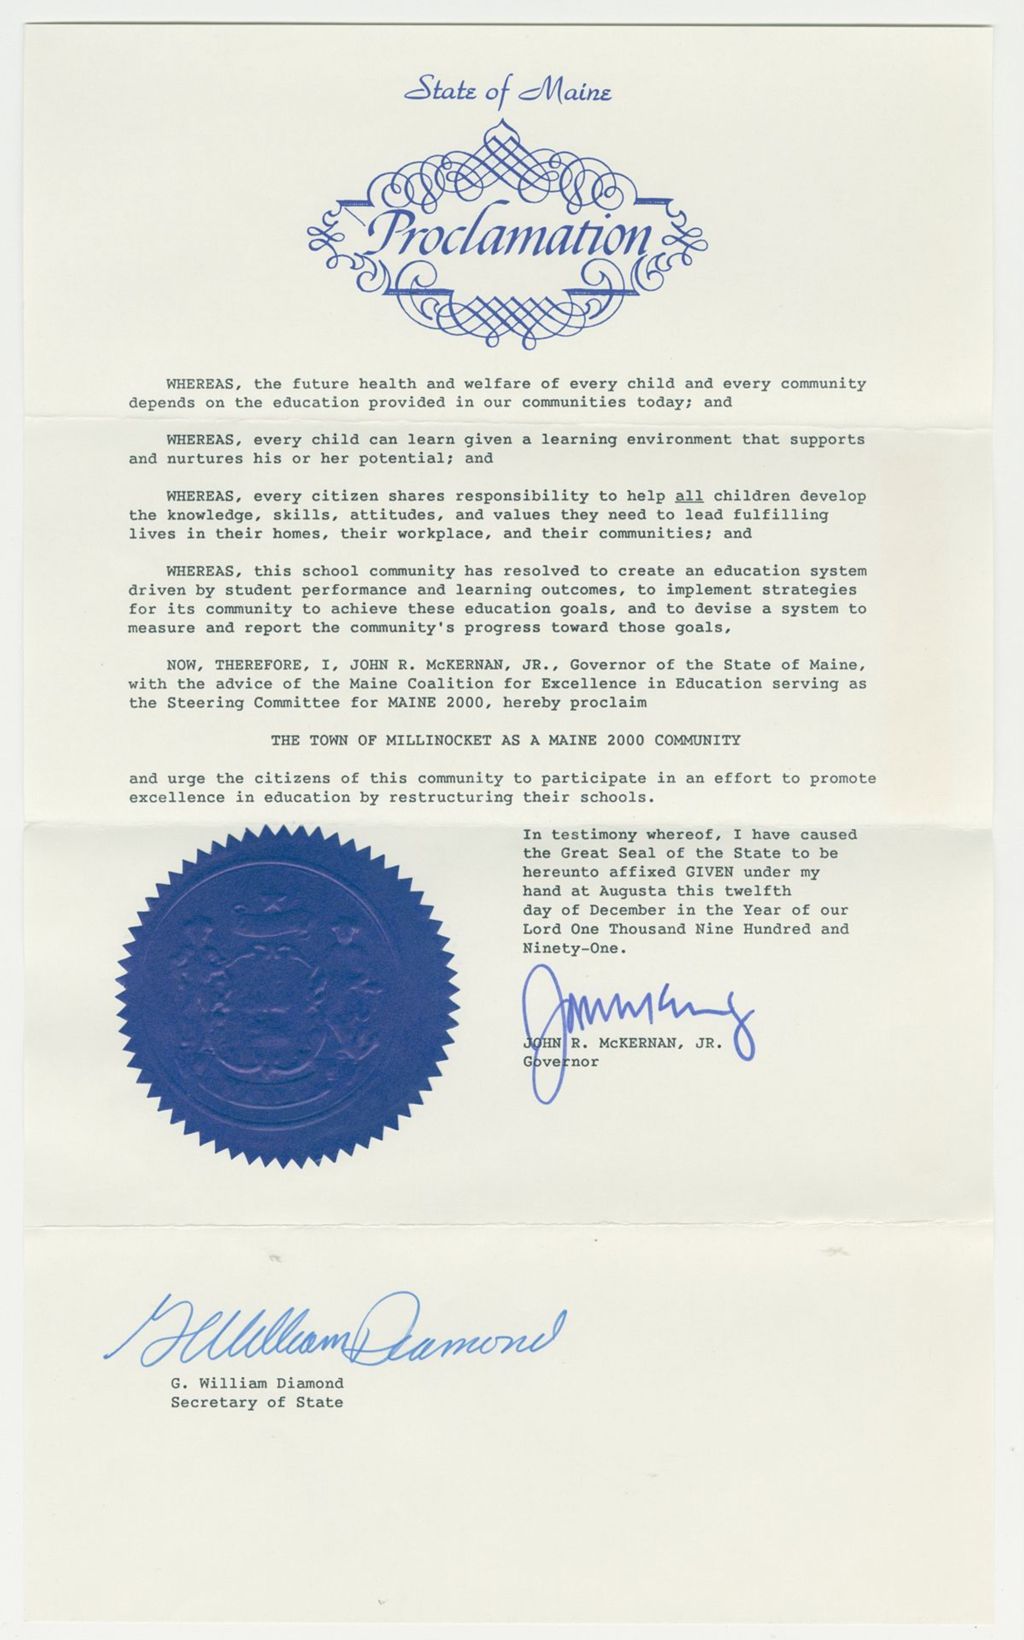 State of Maine
Proclamation
WHEREAS, the future health and welfare of every child and every community
depends on the education provided in our communities today; and
WHEREAS, every child can learn given a learning environment that supports
and nurtures his or her potential; and
WHEREAS, every citizen shares responsibility to help all children develop
the knowledge, skills, attitudes, and values they need to lead fulfilling
lives in their homes, their workplace, and their communities; and
WHEREAS, this school community has resolved to create an education system
driven by student performance and learning outcomes, to implement strategies
for its community to achieve these education goals, and to devise a system to
measure and report the community's progress toward those goals,
NOW, THEREFORE, I, JOHN R. McKERNAN, JR., Governor of the State of Maine,
with the advice of the Maine Coalition for Excellence in Education serving as
the Steering Committee for MAINE 2000, hereby proclaim
THE TOWN OF MILLINOCKET AS A MAINE 2000 COMMUNITY
and urge the citizens of this community to participate in an effort to promote
excellence in education by restructuring their schools.
In testimony whereof, I have caused
the Great Seal of the State to be
hereunto affixed GIVEN under my
hand at Augusta this twelfth
day of December in the Year of our
Lord One Thousand Nine Hundred and
Ninety-One.
JOHN R. McKERNAN, JR.
Governor
G William Diamond
G. William Diamond
Secretary of State